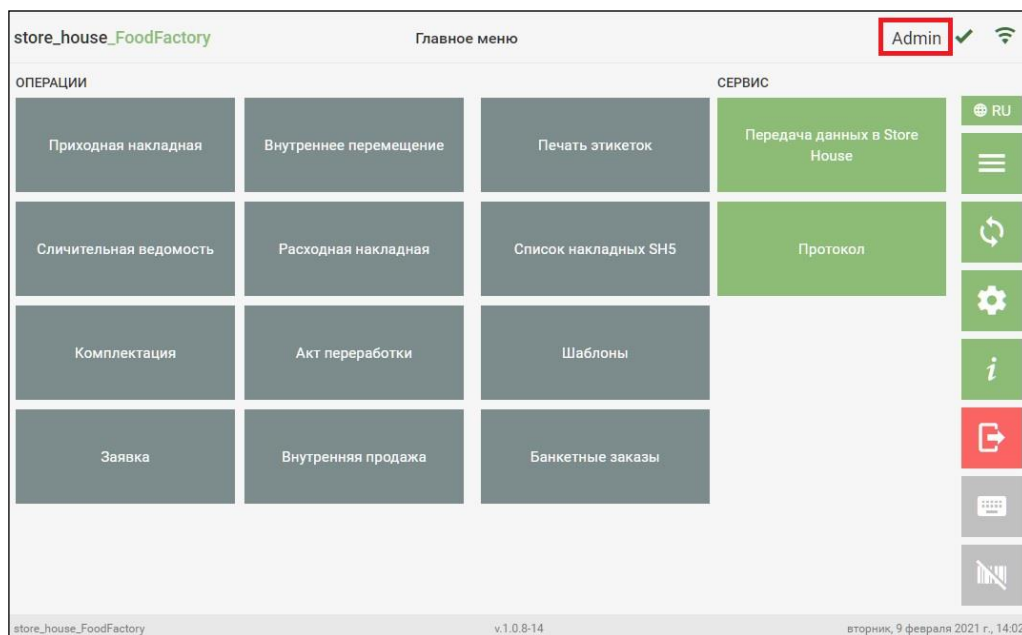 store_house_FoodFactory
Главное меню
Admin
ОПЕРАЦИИ
СЕРВИС
Приходная накладная
Внутреннее перемещение
Печать этикеток
Передача данных в Store
House
RU
Сличительная ведомость
Расходная накладная
Список накладных SH5
Протокол
Комплектация
Акт переработки
Шаблоны
i
Заявка
Внутренняя продажа
Банкетные заказы
store_house_FoodFactory
v.1.0.8-14
вторник, 9 февраля 2021 г., 14:02